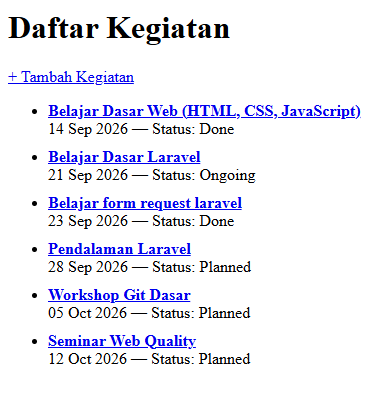 Daftar Kegiatan
+ Tambah Kegiatan
Belajar Dasar Web (HTML, CSS, JavaScript)
14 Sep 2026 — Status: Done
Belajar Dasar Laravel
21 Sep 2026 — Status: Ongoing
Belajar form request laravel
23 Sep 2026 — Status: Done
Pendalaman Laravel
28 Sep 2026 — Status: Planned
Workshop Git Dasar
05 Oct 2026 — Status: Planned
Seminar Web Quality
12 Oct 2026 — Status: Planned